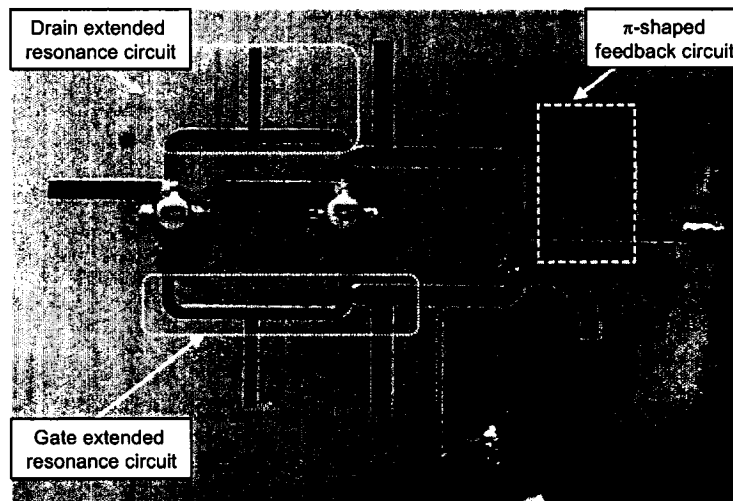 Drain extended
resonance circuit
π-shaped
feedback circuit
Gate extended
resonance circuit